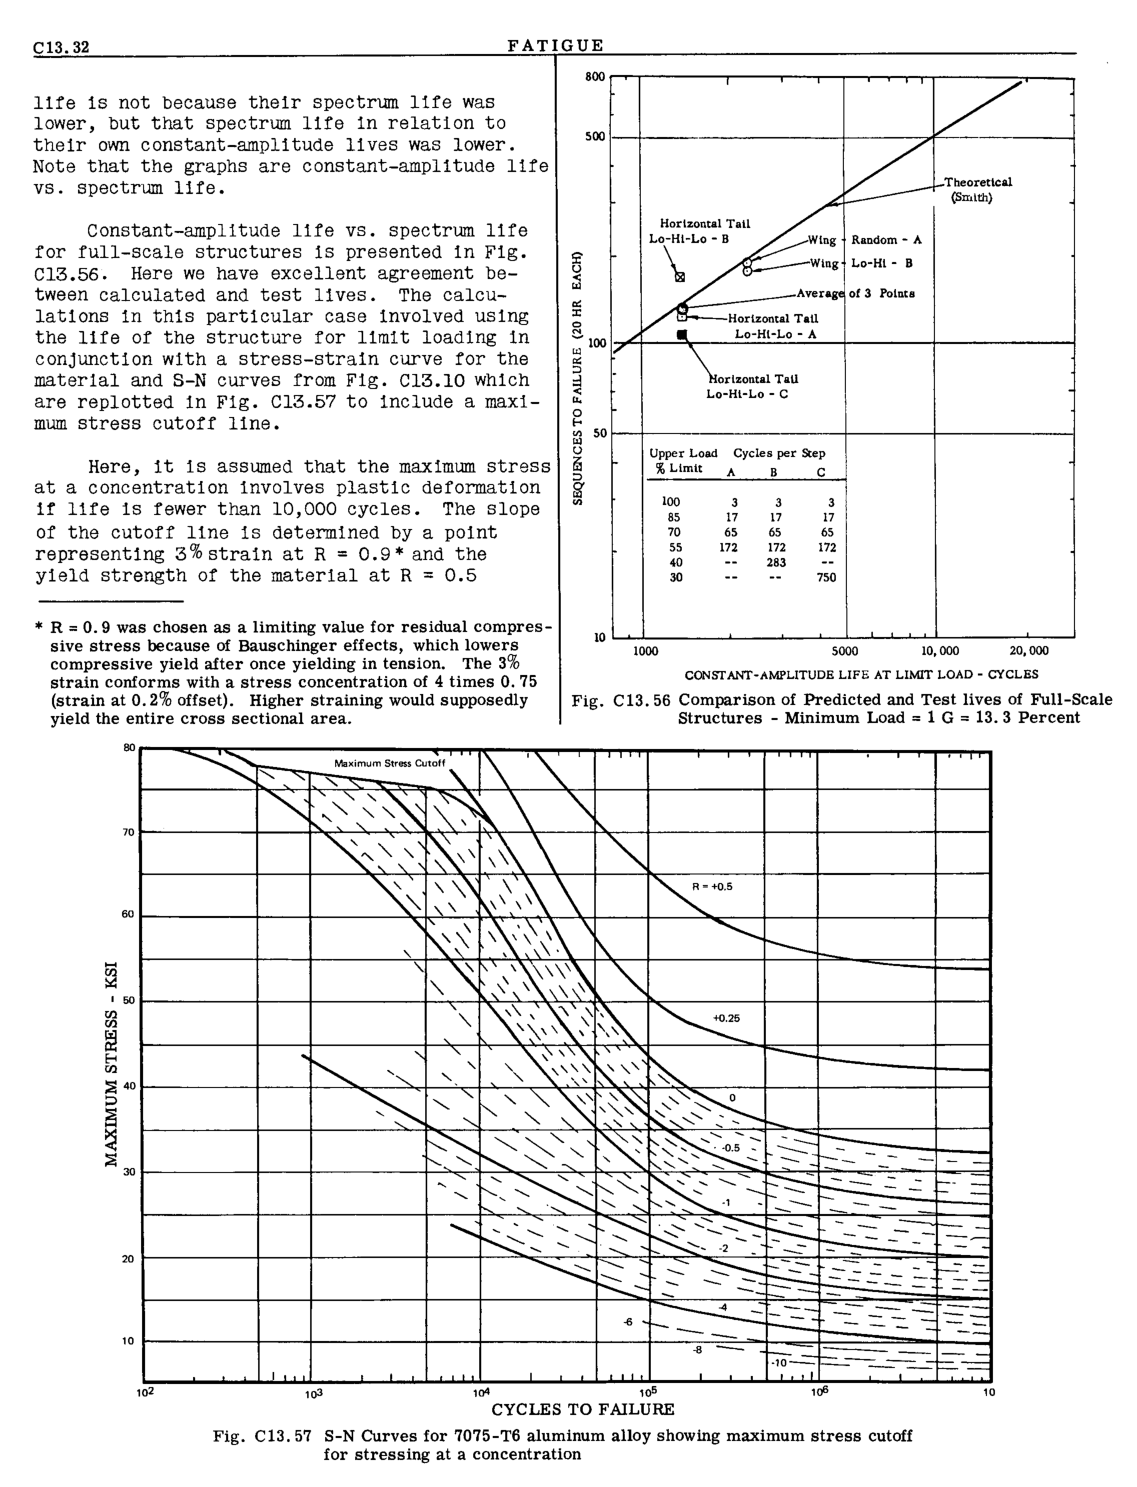 C13.32
FATIGUE
life is not because their spectrum life was
lower, but that spectrum life in relation to
their own constant-amplitude lives was lower.
Note that the graphs are constant-amplitude life
vs. spectrum life.
Constant-amplitude life vs. spectrum life
for full-scale structures is presented in Fig.
C13.56. Here we have excellent agreement be-
tween calculated and test lives. The calcu-
lations in this particular case involved using
the life of the structure for limit loading in
conjunction with a stress-strain curve for the
material and S-N curves from Fig. C13.10 which
are replotted in Fig. C13.57 to include a maxi-
mum stress cutoff line.
Here, it is assumed that the maximum stress
at a concentration involves plastic deformation
if life is fewer than 10,000 cycles. The slope
of the cutoff line is determined by a point
representing 3% strain at R = 0.9* and the
yield strength of the material at R = 0.5
* R = 0.9 was chosen as a limiting value for residual compres-
sive stress because of Bauschinger effects, which lowers
compressive yield after once yielding in tension. The 3%
strain conforms with a stress concentration of 4 times 0.75
(strain at 0.2% offset). Higher straining would supposedly
yield the entire cross sectional area.
SEQUENCES TO FAILURE (20 HR EACH)
800
500
100
50
10
Theoretical
(Smith)
Horizontal Tail
Lo-Hi-Lo - B
Wing - Random - A
Wing - Lo-Hi - B
Average of 3 Points
Horizontal Tail
Lo-Hi-Lo - A
Horizontal Tail
Lo-Hi-Lo - C
Upper Load Cycles per Step
% Limit A B C
100 3 3 3
85 17 17 17
70 65 65 65
55 172 172 172
40 -- 283 --
30 -- -- 750
1000 5000 10,000 20,000
CONSTANT-AMPLITUDE LIFE AT LIMIT LOAD - CYCLES
Fig. C13.56 Comparison of Predicted and Test lives of Full-Scale
Structures - Minimum Load = 1 G = 13.3 Percent
MAXIMUM STRESS - KSI
80
70
60
50
40
30
20
10
Maximum Stress Cutoff
R = +0.5
+0.25
0
-0.5
-1
-2
-4
-6
-8
-10
10² 10³ 10⁴ 10⁵ 10⁶ 10
CYCLES TO FAILURE
Fig. C13.57 S-N Curves for 7075-T6 aluminum alloy showing maximum stress cutoff
for stressing at a concentration